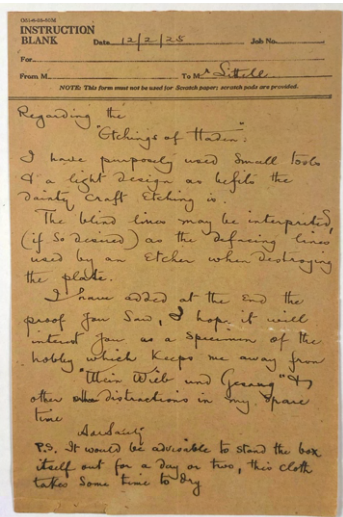 INSTRUCTION
BLANK
Date 12/2/25 Job No.
For
From M To Mr Littell
NOTE: This form must not be used for Scratch paper; scratch pads are provided.
Regarding the
"Etchings of Haden".
I have purposely used small tools
& a light design as befits the
dainty craft Etching is.
The blind lines may be interpreted,
(if so desired) as the defacing lines
used by an Etcher when destroying
the plate.
I have added at the End the
proof you saw, I hope it will
interest you as a specimen of the
hobby which keeps me away from
"Wein Wieb und Gesang" &
other distractions in my spare
time
P.S. It would be advisable to stand the box
itself out for a day or two, this cloth
takes some time to dry